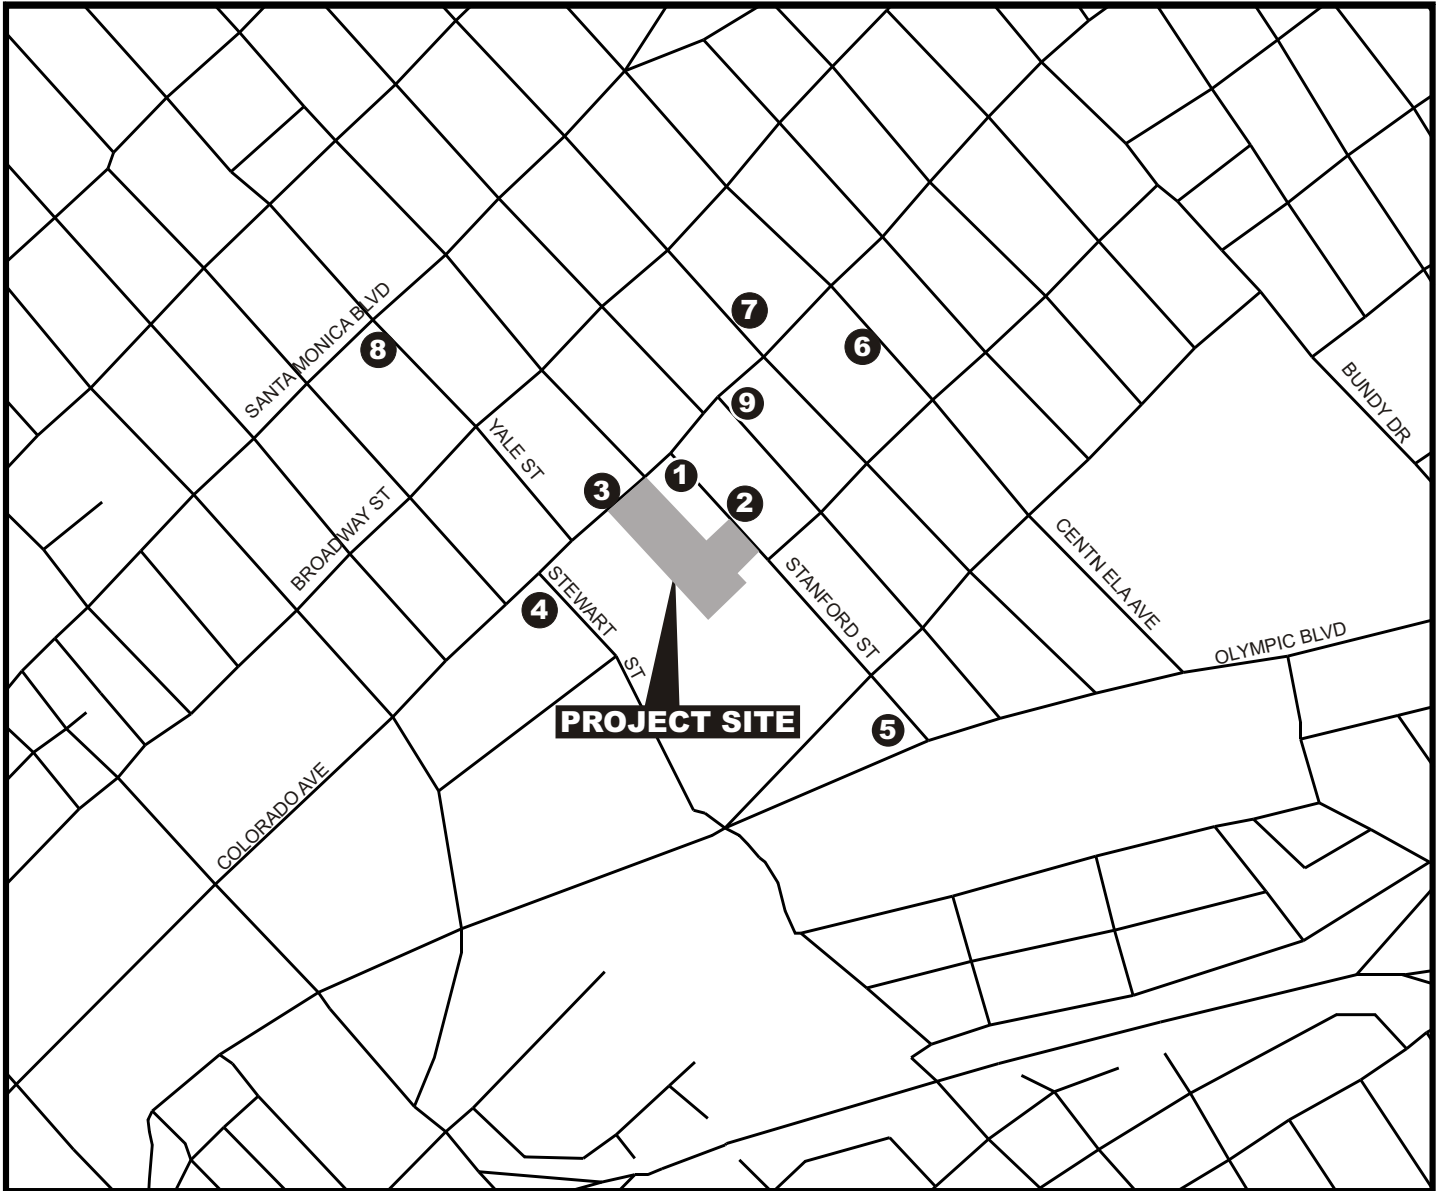 SANTA MONICA BLVD
7
6
8
9
BUNDY DR
YALE ST
1
3
2
BROADWAY ST
CENTN ELA AVE
STEWART ST
4
STANFORD ST
OLYMPIC BLVD
PROJECT SITE
5
COLORADO AVE